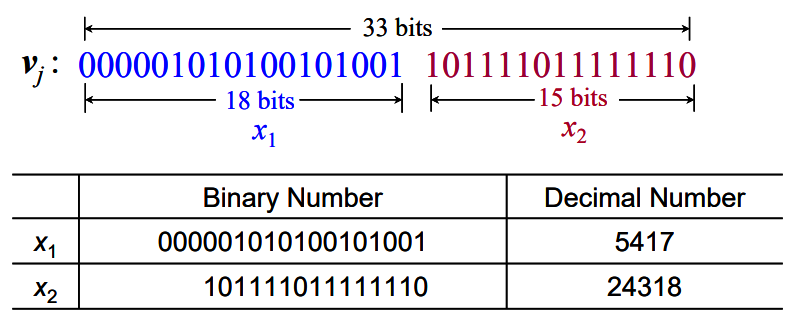 33 bits
vj : 000001010100101001 101111011111110
18 bits 15 bits
x1 x2
Binary Number Decimal Number
x1 000001010100101001 5417
x2 101111011111110 24318